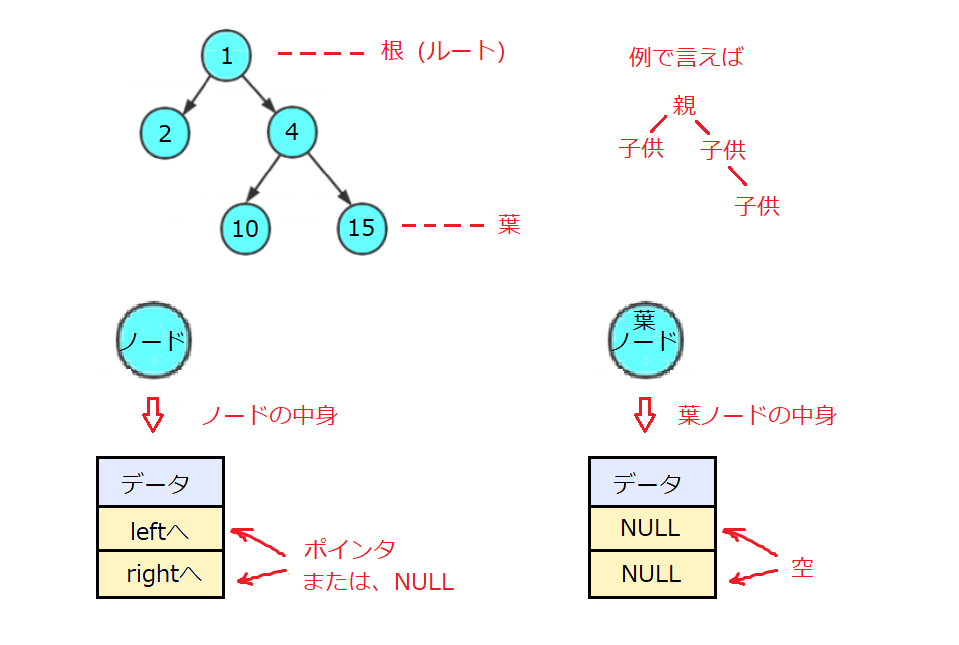 1
根 (ルート)
例で言えば
親
2
4
子供
子供
子供
10
15
葉
ノード
葉
ノード
ノードの中身
葉ノードの中身
データ
leftへ
rightへ
ポインタ
または、NULL
データ
NULL
NULL
空